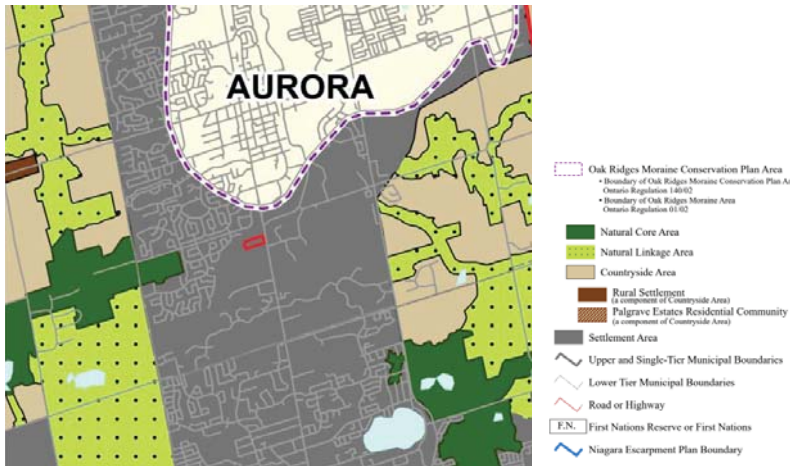 AURORA
Oak Ridges Moraine Conservation Plan Area
• Boundary of Oak Ridges Moraine Conservation Plan Ar
Ontario Regulation 140/02
• Boundary of Oak Ridges Moraine Area
Ontario Regulation 01/02
Natural Core Area
Natural Linkage Area
Countryside Area
Rural Settlement
(a component of Countryside Area)
Palgrave Estates Residential Community
(a component of Countryside Area)
Settlement Area
Upper and Single-Tier Municipal Boundaries
Lower Tier Municipal Boundaries
Road or Highway
F.N. First Nations Reserve or First Nations
Niagara Escarpment Plan Boundary